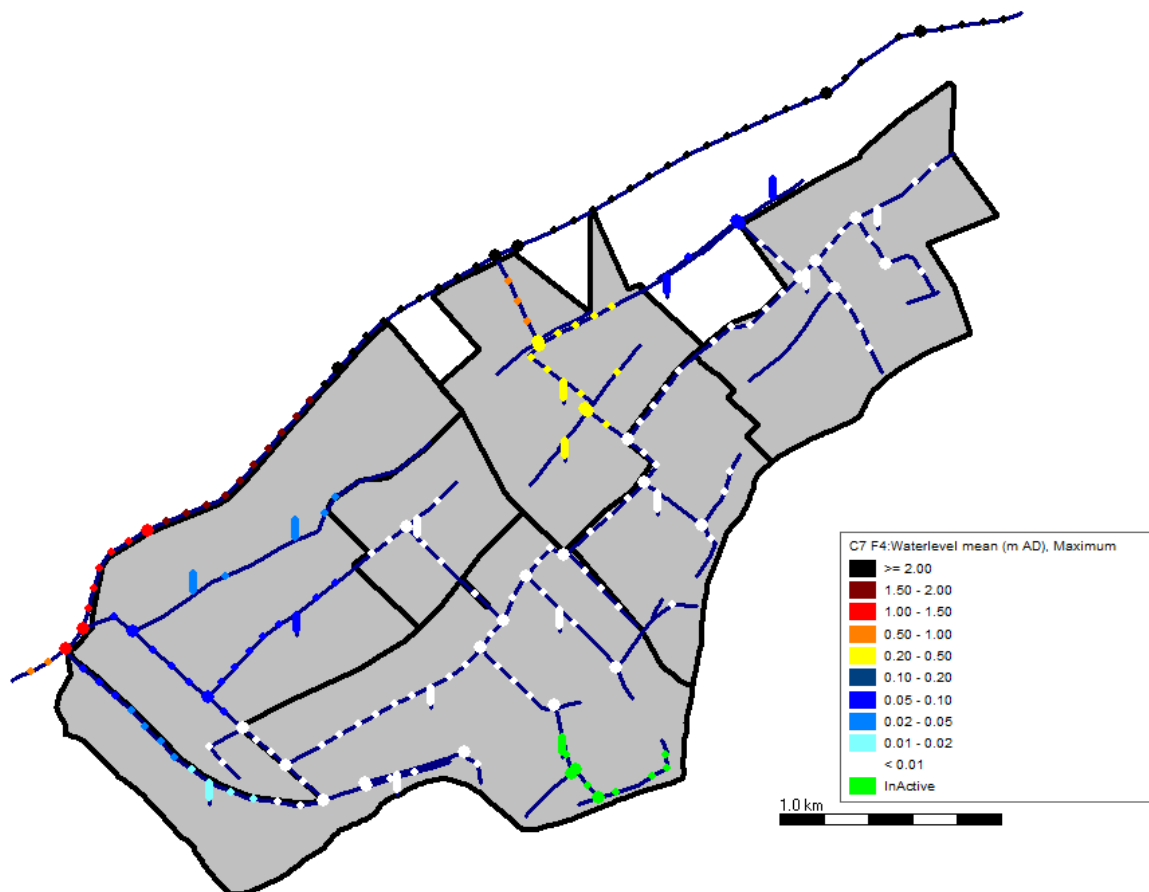 C7 F4:Waterlevel mean (m AD), Maximum
>= 2.00
1.50 - 2.00
1.00 - 1.50
0.50 - 1.00
0.20 - 0.50
0.10 - 0.20
0.05 - 0.10
0.02 - 0.05
0.01 - 0.02
< 0.01
InActive
1.0 km